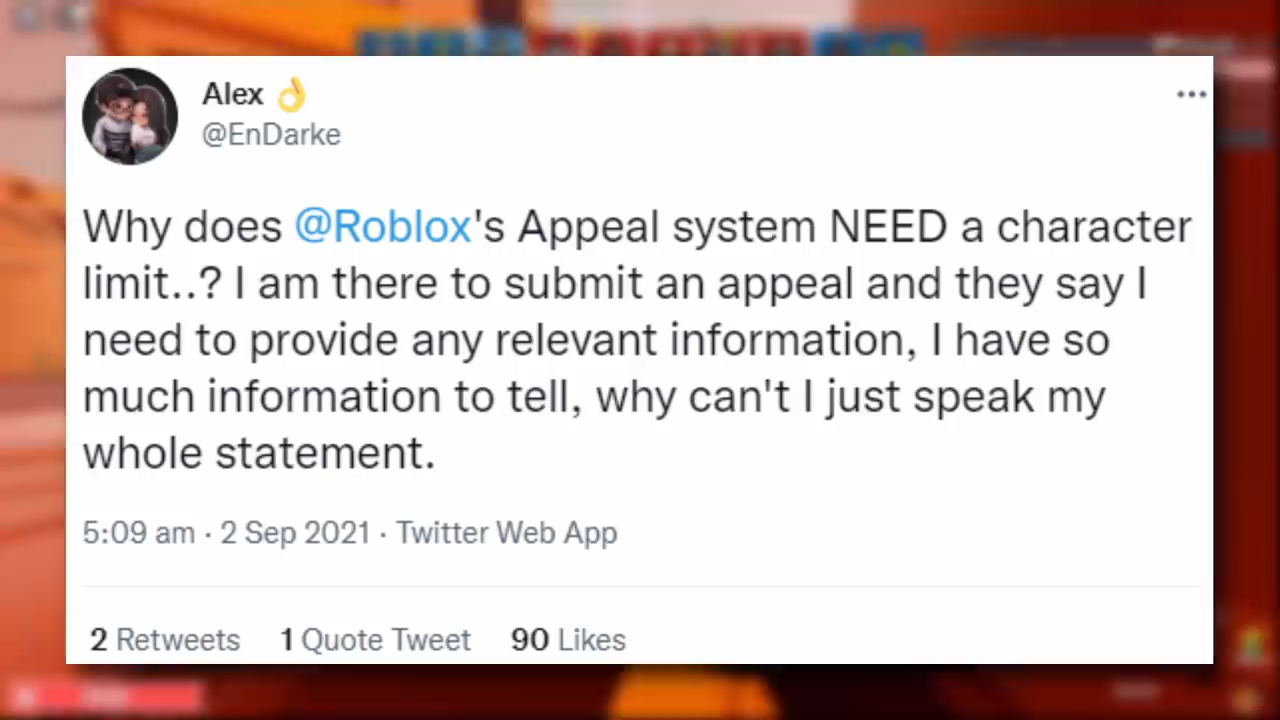 Alex 👌
@EnDarke
Why does @Roblox's Appeal system NEED a character
limit..? I am there to submit an appeal and they say I
need to provide any relevant information, I have so
much information to tell, why can't I just speak my
whole statement.
5:09 am · 2 Sep 2021 · Twitter Web App
2 Retweets 1 Quote Tweet 90 Likes